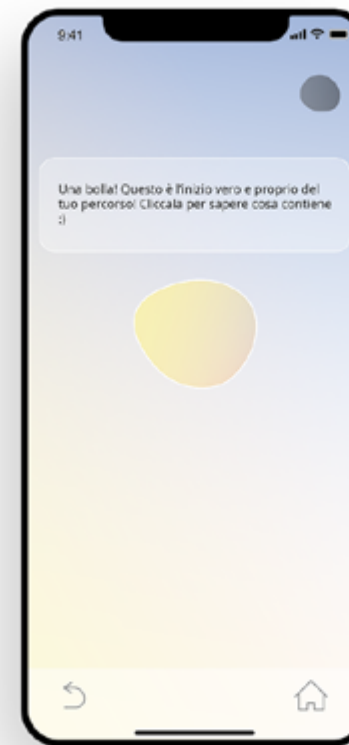 9:41
Una bolla! Questo è l'inizio vero e proprio del
tuo percorso! Cliccala per sapere cosa contiene
:)